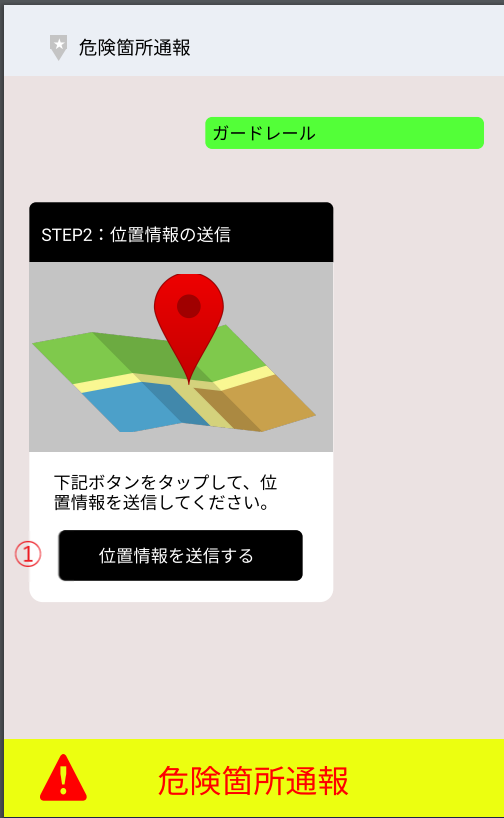 危険箇所通報
ガードレール
STEP2：位置情報の送信
下記ボタンをタップして、位
置情報を送信してください。
① 位置情報を送信する
危険箇所通報